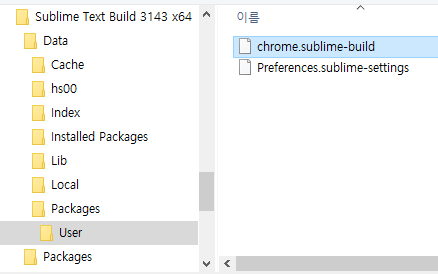 Sublime Text Build 3143 x64
Data
Cache
hs00
Index
Installed Packages
Lib
Local
Packages
User
Packages
이름
chrome.sublime-build
Preferences.sublime-settings